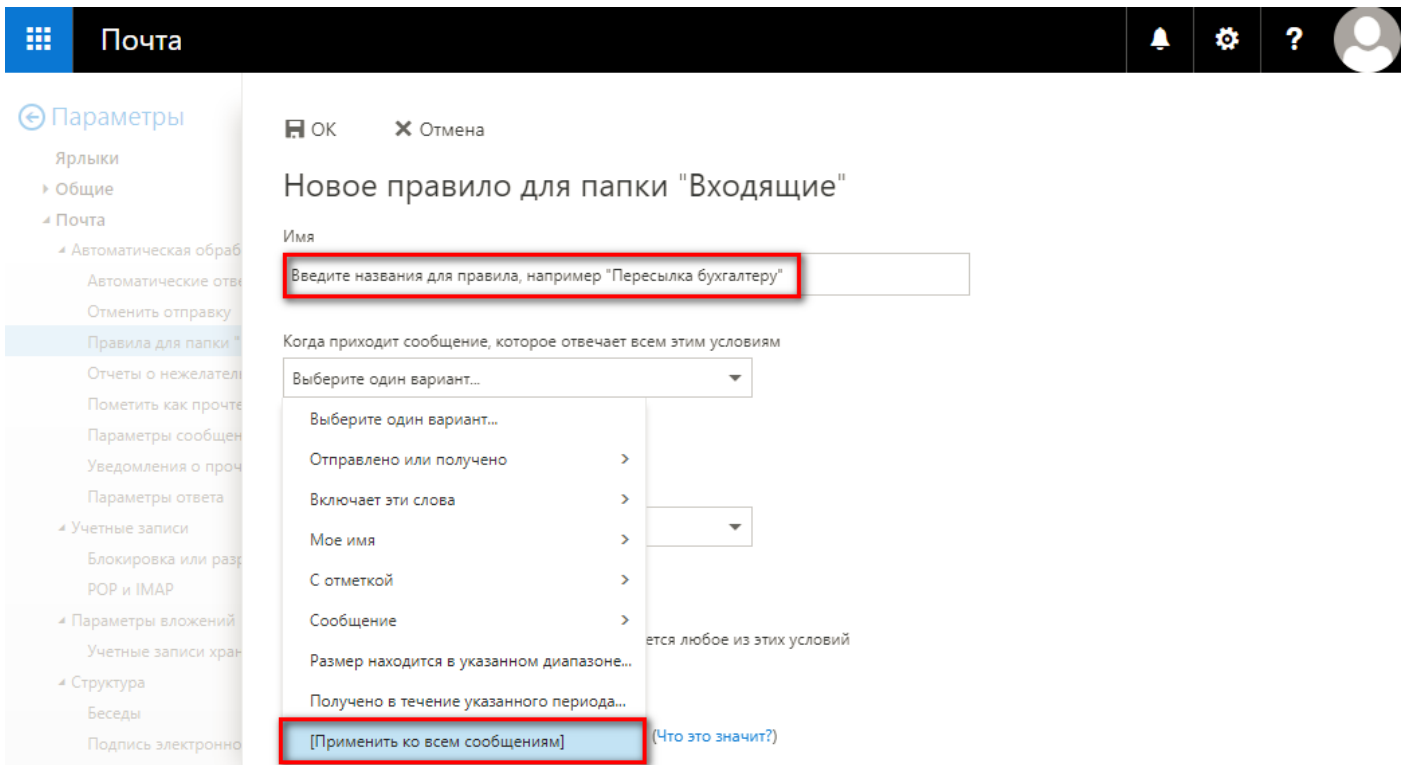 Почта
?
Параметры
Ярлыки
Общие
Почта
Автоматическая обраб
Автоматические отве
Отменить отправку
Правила для папки "
Отчеты о нежелател
Пометить как прочте
Параметры сообщен
Уведомления о проч
Параметры ответа
Учетные записи
Блокировка или разр
POP и IMAP
Параметры вложений
Учетные записи хран
Структура
Беседы
Подпись электронно
OK
Отмена
Новое правило для папки "Входящие"
Имя
Введите названия для правила, например "Пересылка бухгалтеру"
Когда приходит сообщение, которое отвечает всем этим условиям
Выберите один вариант...
Выберите один вариант...
Отправлено или получено
Включает эти слова
Мое имя
С отметкой
Сообщение
ется любое из этих условий
Размер находится в указанном диапазоне...
Получено в течение указанного периода...
[Применить ко всем сообщениям]
(Что это значит?)